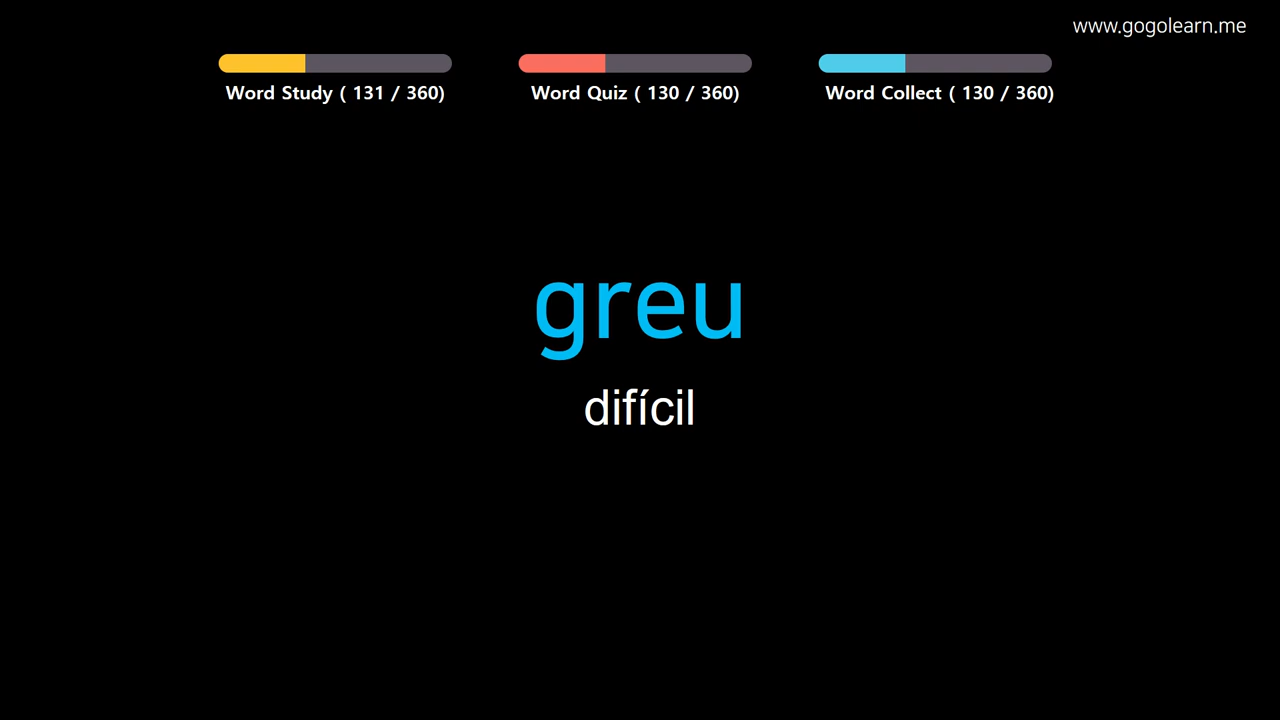 www.gogolearn.me
Word Study ( 131 / 360)
Word Quiz ( 130 / 360)
Word Collect ( 130 / 360)
greu
difícil